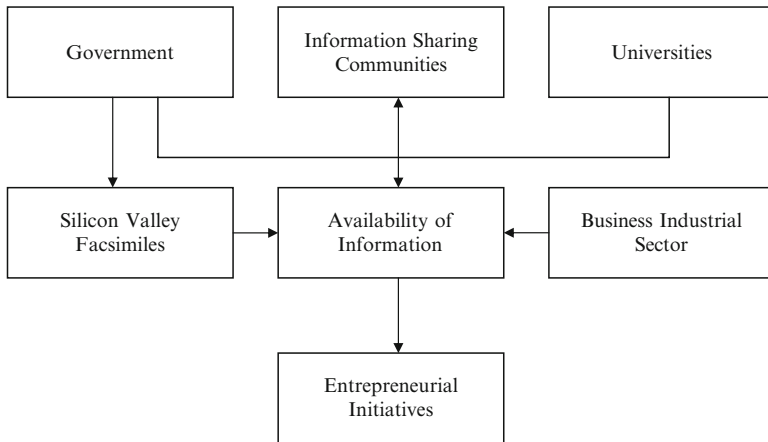 Government
Information Sharing
Communities
Universities
Silicon Valley
Facsimiles
Availability of
Information
Business Industrial
Sector
Entrepreneurial
Initiatives